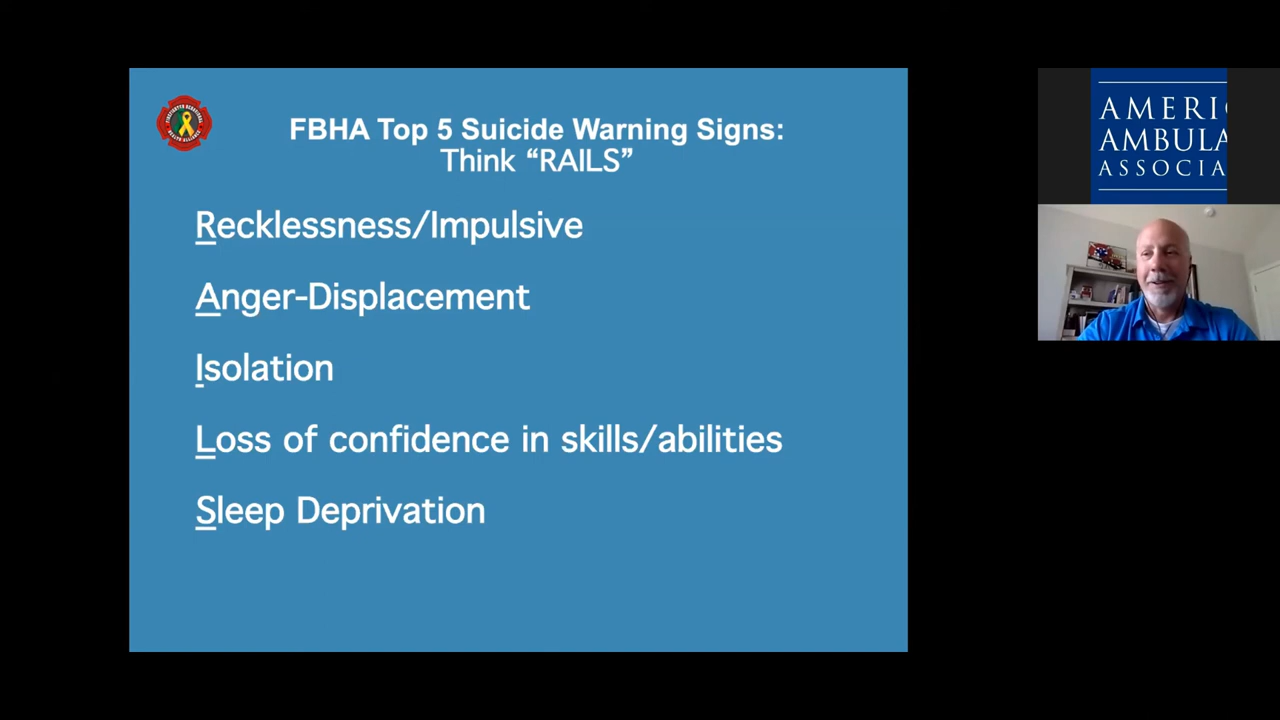 FBHA Top 5 Suicide Warning Signs:
Think “RAILS”
Recklessness/Impulsive
Anger-Displacement
Isolation
Loss of confidence in skills/abilities
Sleep Deprivation
AMERI
AMBULA
ASSOCIA